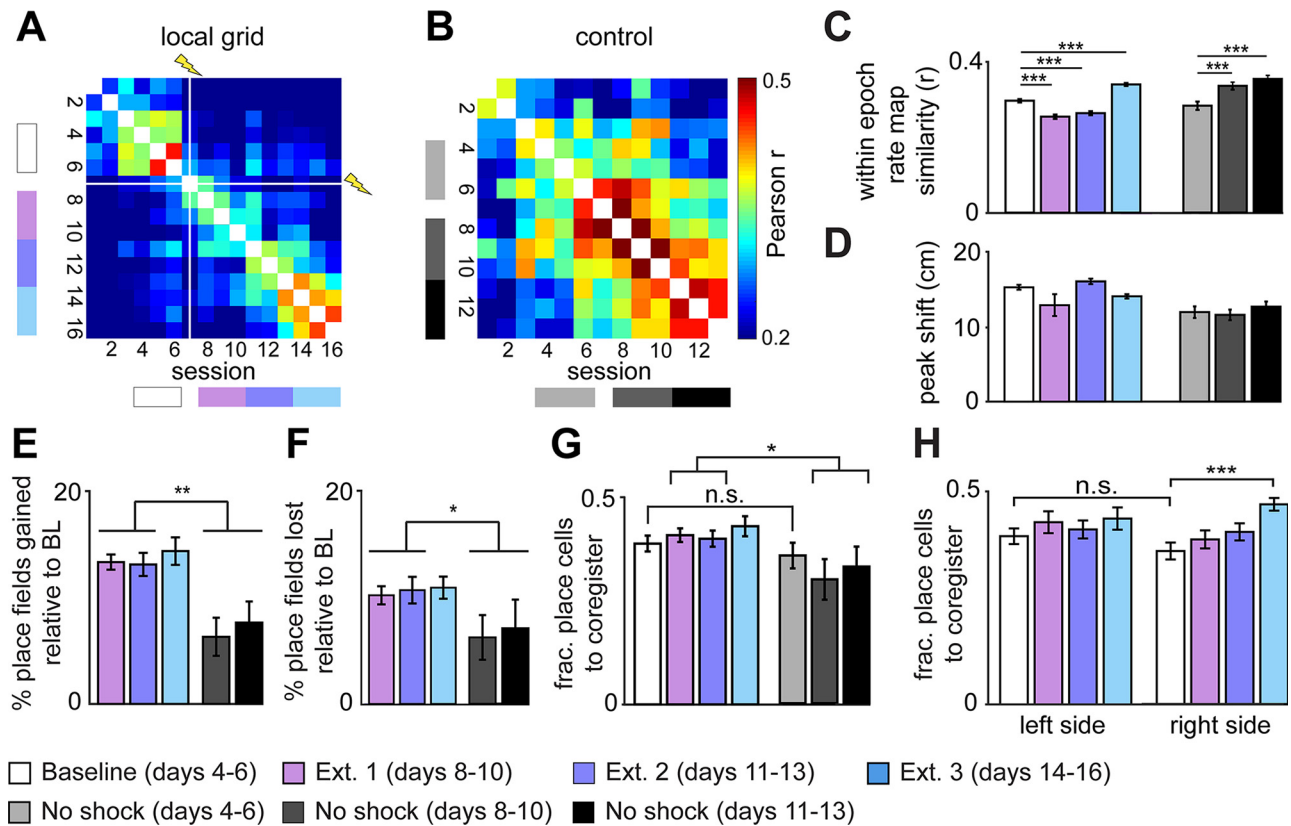 A
local grid
2
4
6
8
10
12
14
16
2 4 6 8 10 12 14 16
session
B
control
2
4
6
8
10
12
2 4 6 8 10 12
session
0.5
Pearson r
0.2
C
within epoch
rate map
similarity (r)
0.4
0
***
***
***
***
***
D
peak shift (cm)
20
10
0
E
% place fields gained
relative to BL
20
0
**
F
% place fields lost
relative to BL
20
0
*
G
frac. place cells
to coregister
0.5
0
n.s.
*
H
frac. place cells
to coregister
0.5
0
n.s.
***
left side right side
Baseline (days 4-6) Ext. 1 (days 8-10) Ext. 2 (days 11-13) Ext. 3 (days 14-16)
No shock (days 4-6) No shock (days 8-10) No shock (days 11-13)